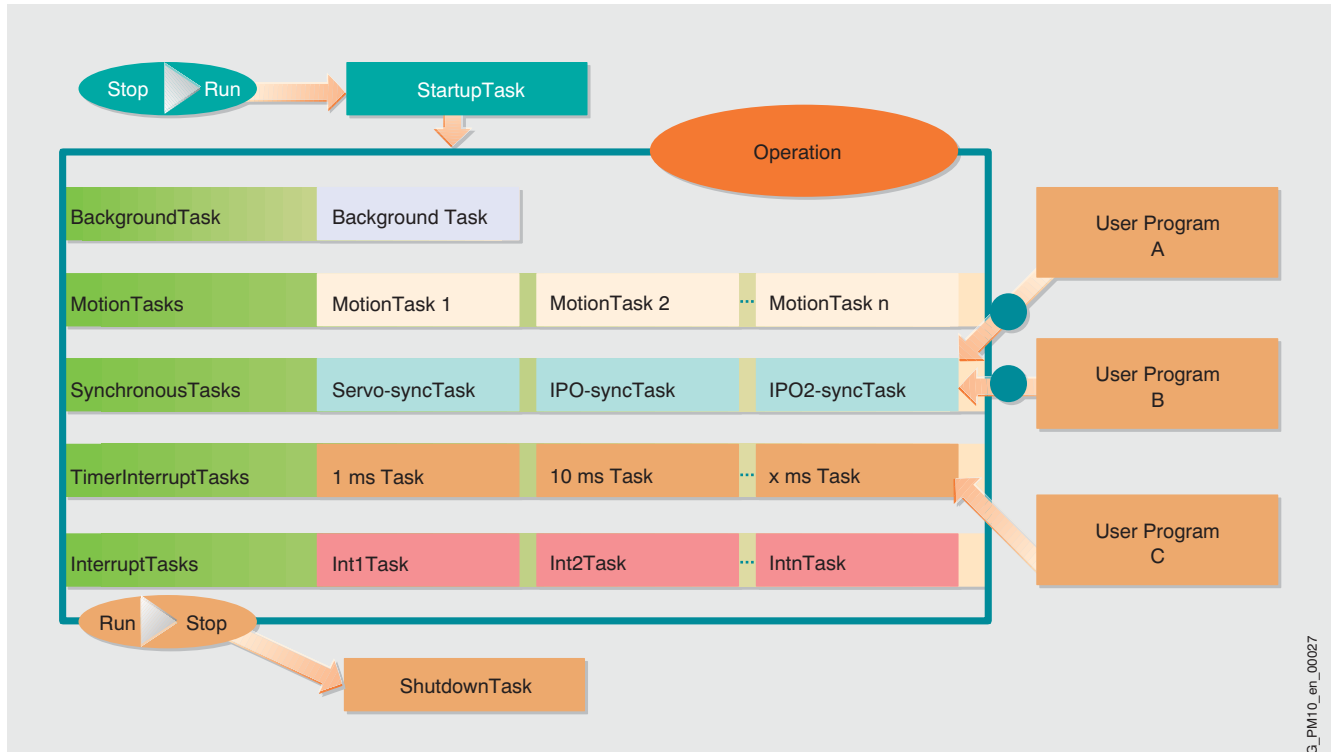 Stop Run
StartupTask
Operation
BackgroundTask Background Task
User Program
A
MotionTasks MotionTask 1 MotionTask 2 ... MotionTask n
SynchronousTasks Servo-syncTask IPO-syncTask IPO2-syncTask
User Program
B
TimerInterruptTasks 1 ms Task 10 ms Task ... x ms Task
User Program
C
InterruptTasks Int1Task Int2Task ... IntnTask
Run Stop
ShutdownTask
G_PM10_en_00027